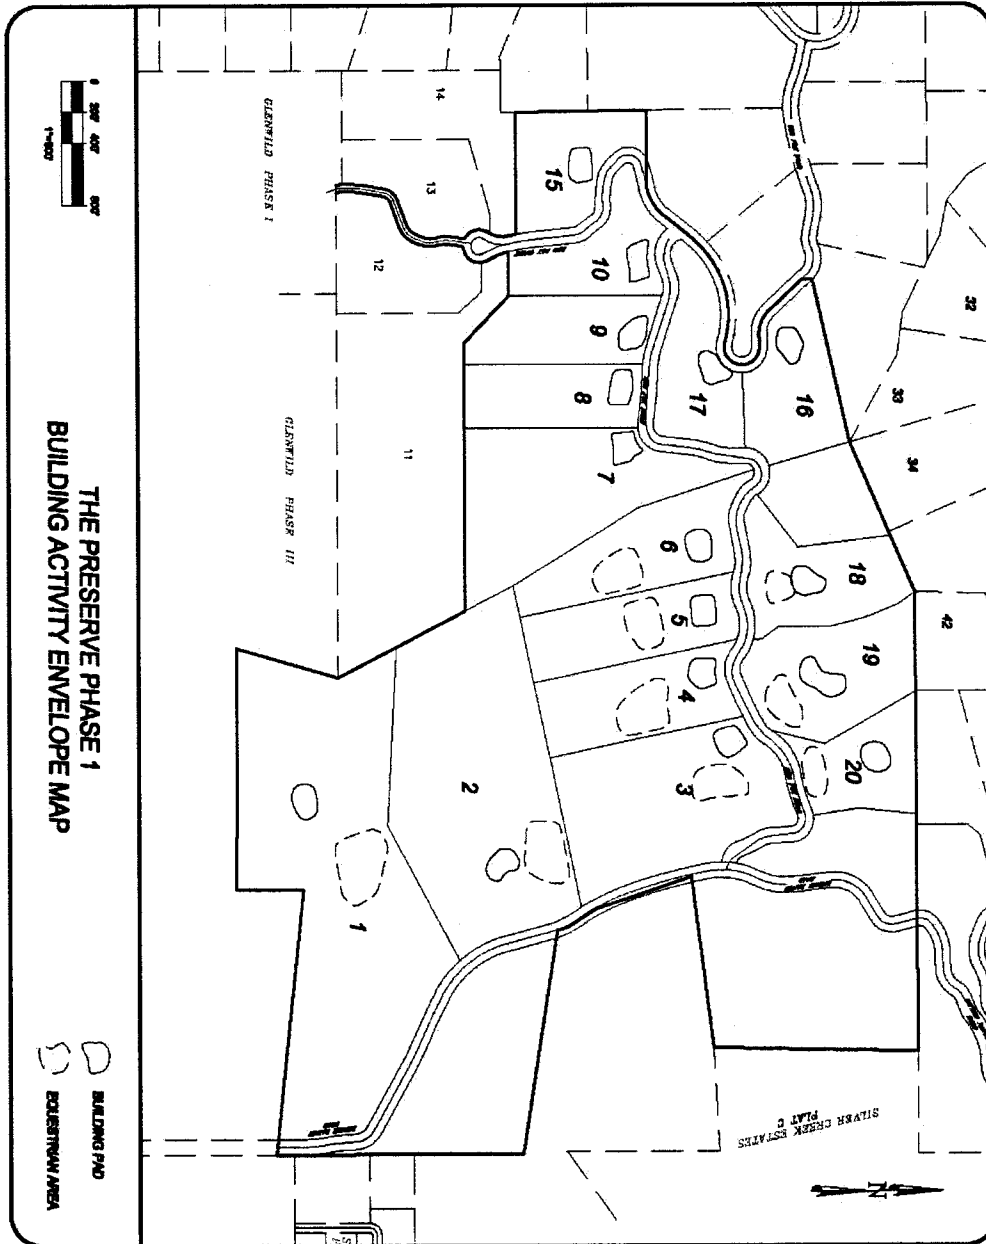 THE PRESERVE PHASE 1
BUILDING ACTIVITY ENVELOPE MAP
0 200' 400' 800'
1"=800'
BUILDING PAD
EQUESTRIAN AREA
GLENWILD PHASE I
GLENWILD PHASE III
SILVER CREEK ESTATES
PLAT C
N
14
13
12
11
15
10
9
8
7
6
5
4
3
2
1
16
17
18
19
20
32
33
34
42